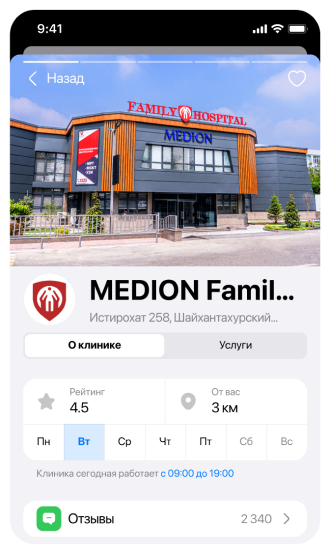 9:41
Назад
FAMILY HOSPITAL
MEDION
MEDION Famil...
Истирохат 258, Шайхантахурский...
О клинике
Услуги
Рейтинг
4.5
От вас
3 км
Пн Вт Ср Чт Пт Сб Вс
Клиника сегодня работает с 09:00 до 19:00
Отзывы 2 340